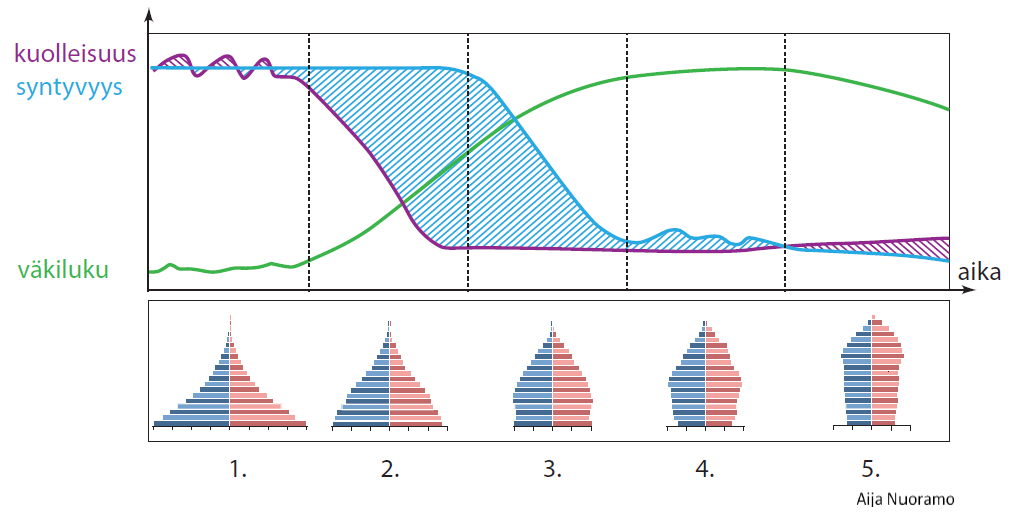 kuolleisuus
syntyvyys
väkiluku
aika
1.
2.
3.
4.
5.
Aija Nuoramo